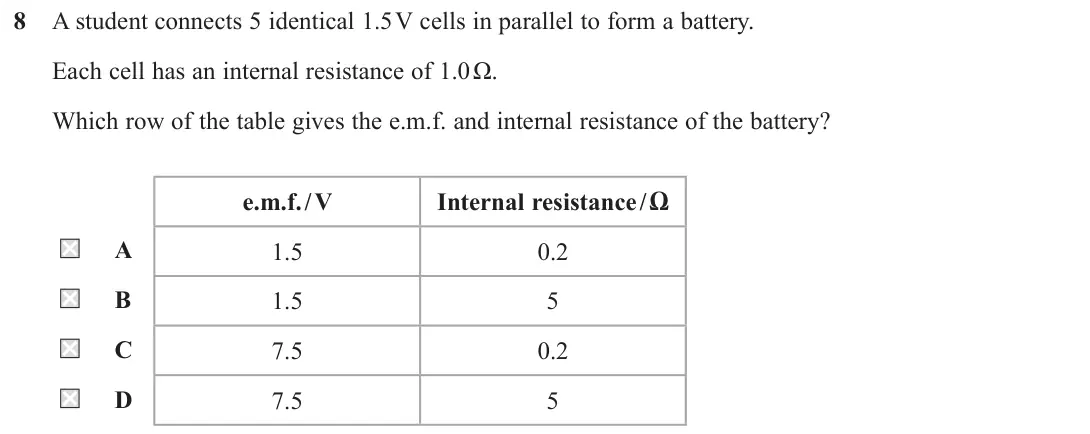 8 A student connects 5 identical 1.5 V cells in parallel to form a battery.
Each cell has an internal resistance of 1.0 Ω.
Which row of the table gives the e.m.f. and internal resistance of the battery?
e.m.f. / V Internal resistance / Ω
A 1.5 0.2
B 1.5 5
C 7.5 0.2
D 7.5 5